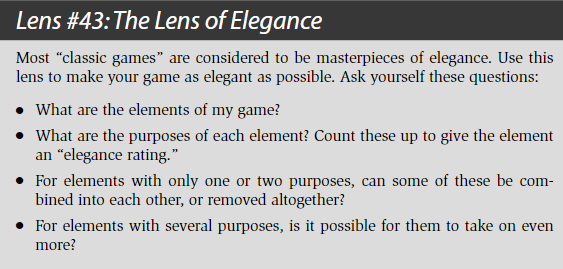 Lens #43: The Lens of Elegance
Most “classic games” are considered to be masterpieces of elegance. Use this
lens to make your game as elegant as possible. Ask yourself these questions:
● What are the elements of my game?
● What are the purposes of each element? Count these up to give the element
an “elegance rating.”
● For elements with only one or two purposes, can some of these be com-
bined into each other, or removed altogether?
● For elements with several purposes, is it possible for them to take on even
more?